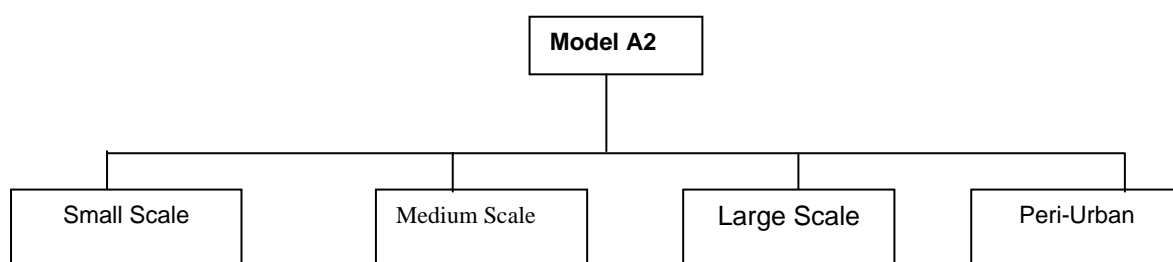 Model A2
Small Scale
Medium Scale
Large Scale
Peri-Urban